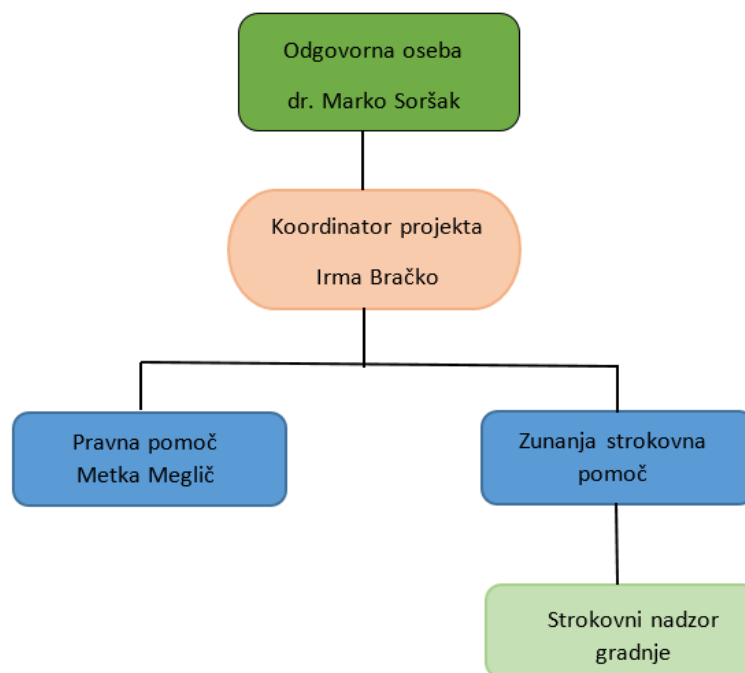 Odgovorna oseba
dr. Marko Soršak
Koordinator projekta
Irma Bračko
Pravna pomoč
Metka Meglič
Zunanja strokovna
pomoč
Strokovni nadzor
gradnje